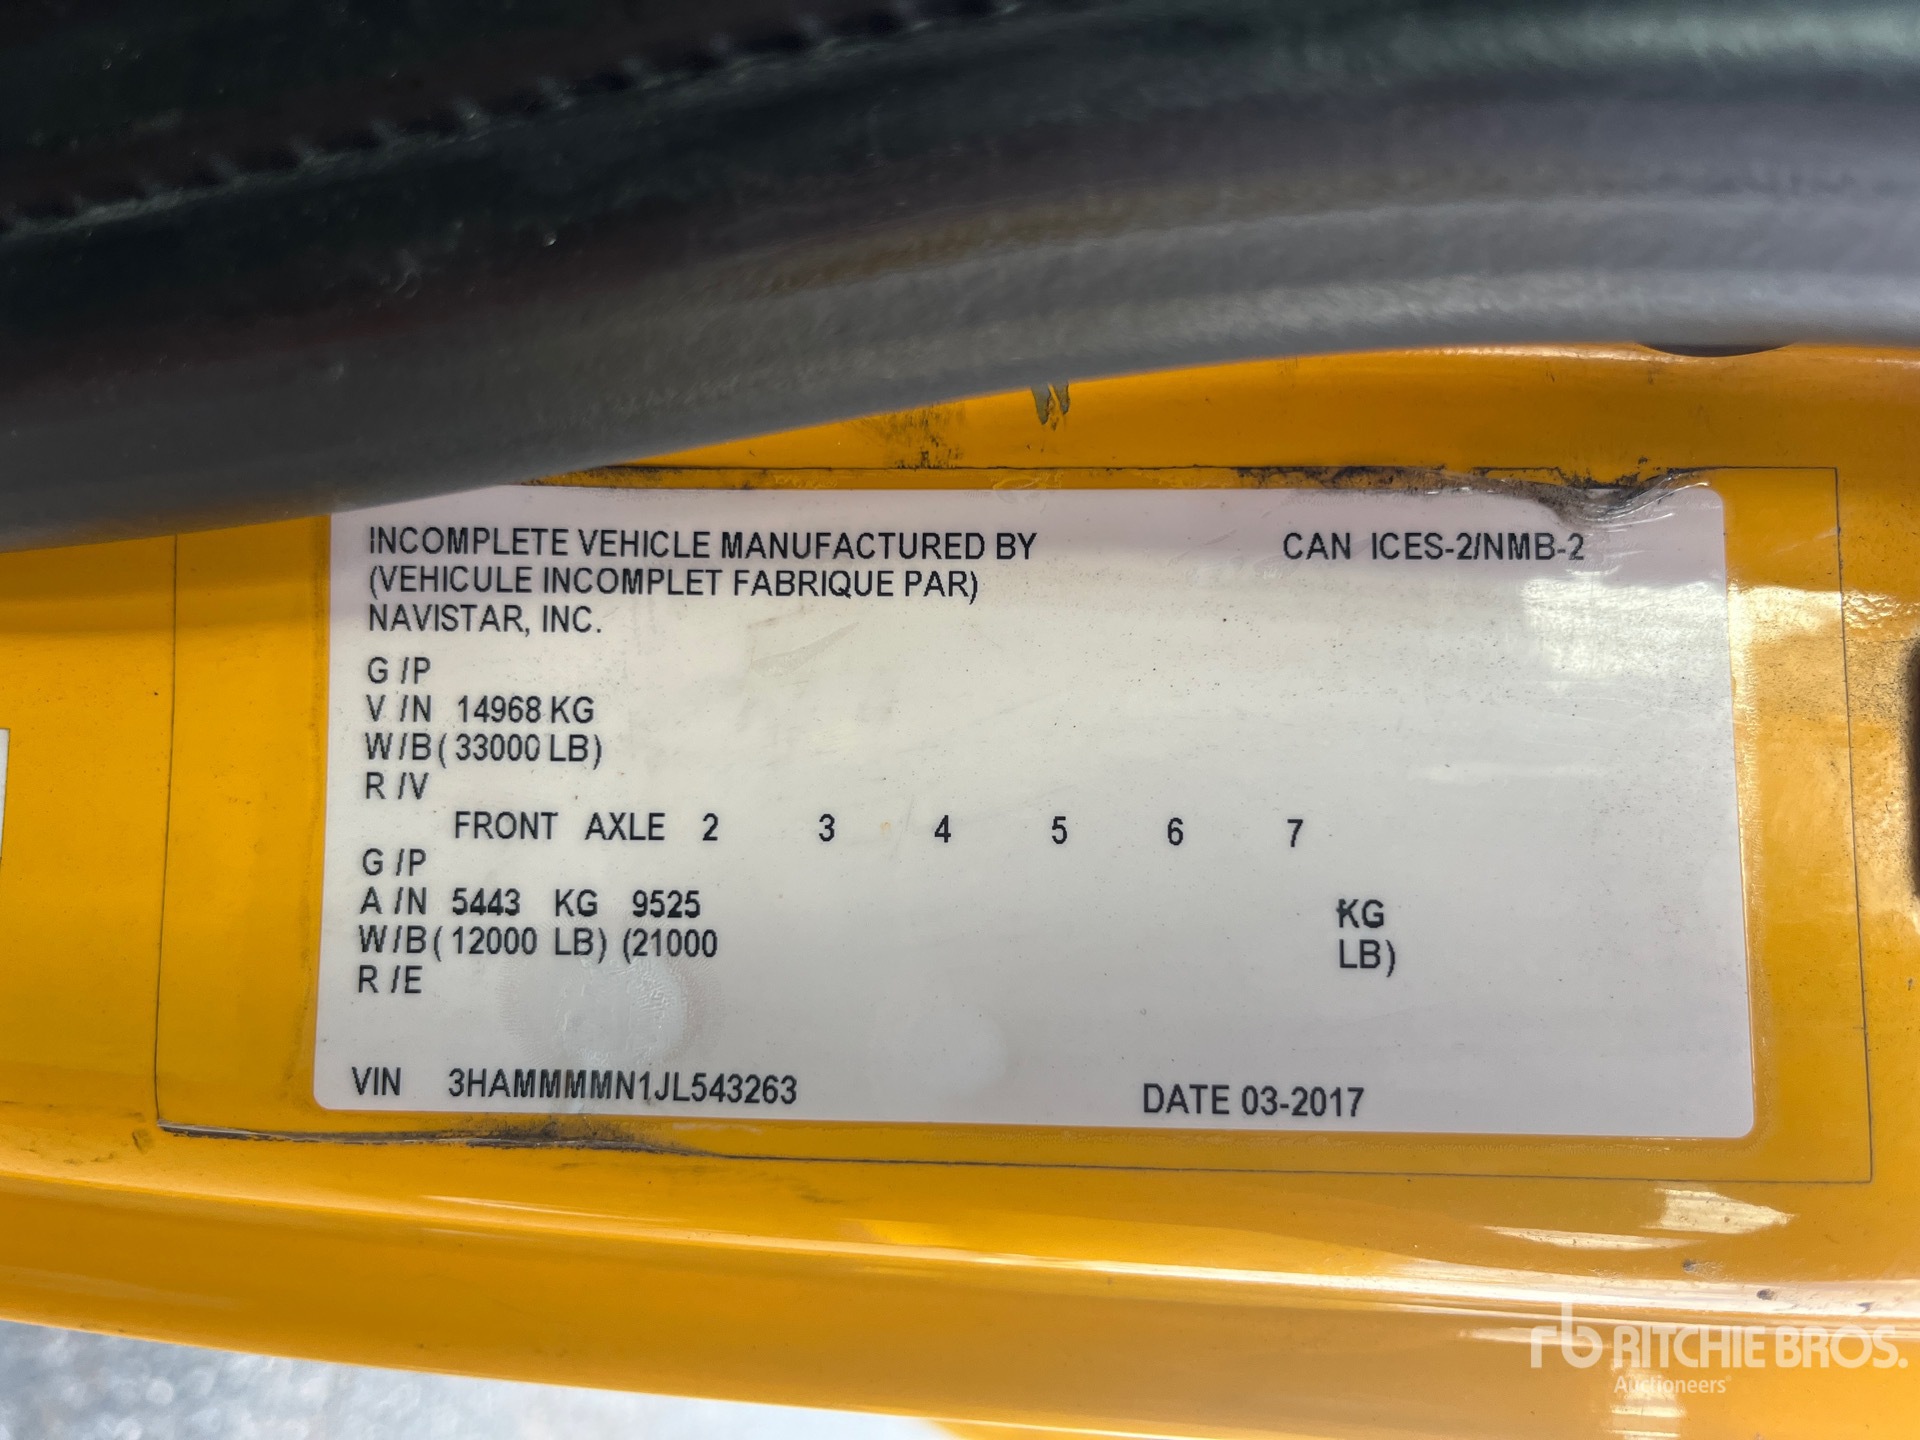 INCOMPLETE VEHICLE MANUFACTURED BY CAN ICES-2/NMB-2
(VEHICULE INCOMPLET FABRIQUE PAR)
NAVISTAR, INC.
G /P
V /N 14968 KG
W/B ( 33000 LB)
R /V
FRONT AXLE 2 3 4 5 6 7
G /P
A /N 5443 KG 9525 KG
W/B ( 12000 LB) (21000 LB)
R /E
VIN 3HAMMMMN1JL543263 DATE 03-2017
rb RITCHIE BROS.
Auctioneers